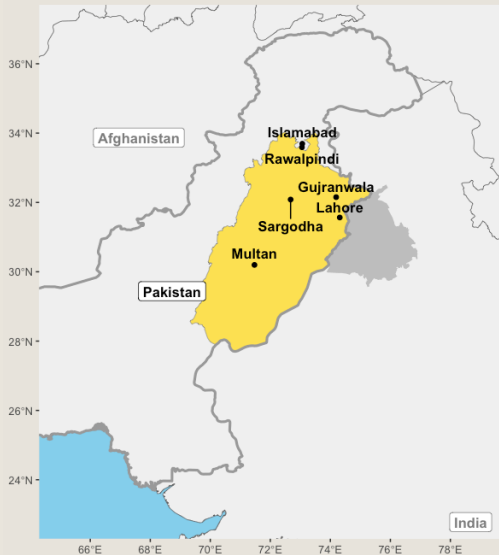 36°N
Afghanistan
34°N
Islamabad
Rawalpindi
Gujranwala
32°N
Lahore
Sargodha
Multan
30°N
Pakistan
28°N
26°N
24°N
India
66°E 68°E 70°E 72°E 74°E 76°E 78°E